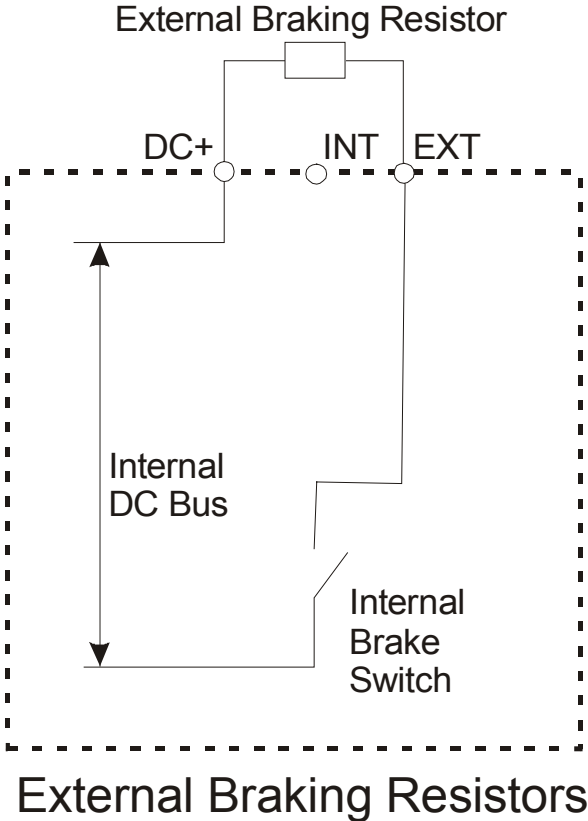 External Braking Resistor
DC+ INT EXT
Internal
DC Bus
Internal
Brake
Switch
External Braking Resistors